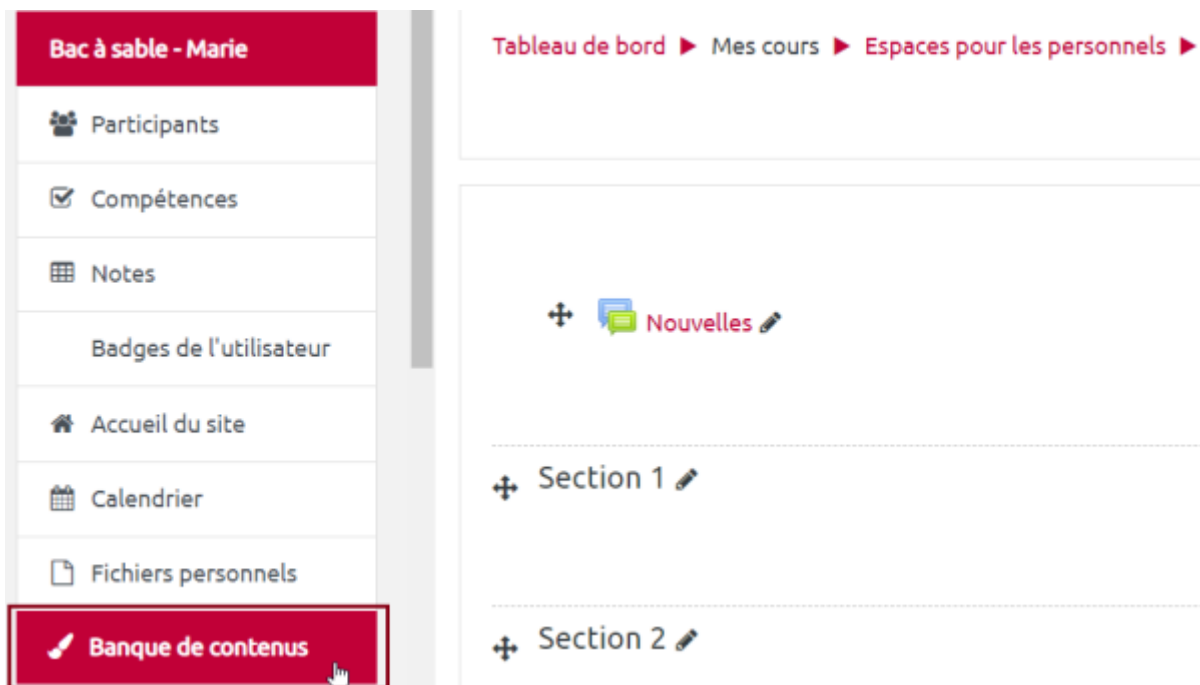 Bac à sable - Marie
Participants
Compétences
Notes
Badges de l'utilisateur
Accueil du site
Calendrier
Fichiers personnels
Banque de contenus
Tableau de bord ▶ Mes cours ▶ Espaces pour les personnels ▶
Nouvelles
Section 1
Section 2